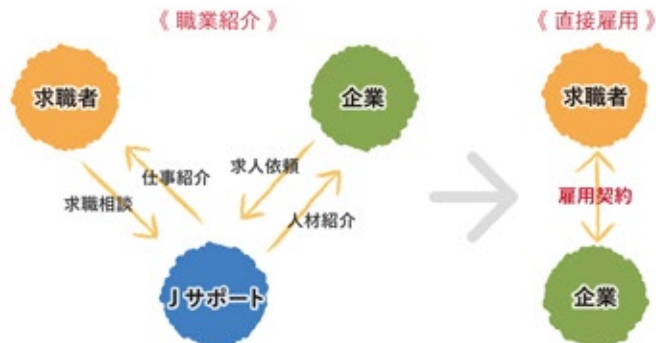 《 職業紹介 》
《 直接雇用 》
求職者
企業
求職者
仕事紹介
求人依頼
求職相談
人材紹介
雇用契約
Jサポート
企業